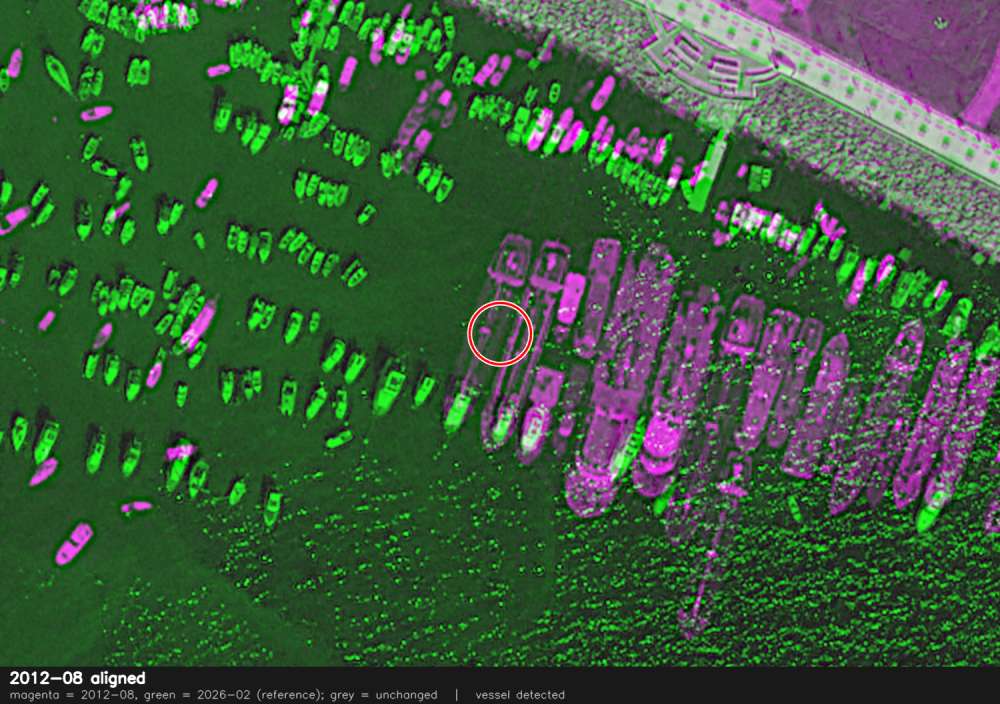 2012-08 aligned
magenta = 2012-08, green = 2026-02 (reference); grey = unchanged | vessel detected